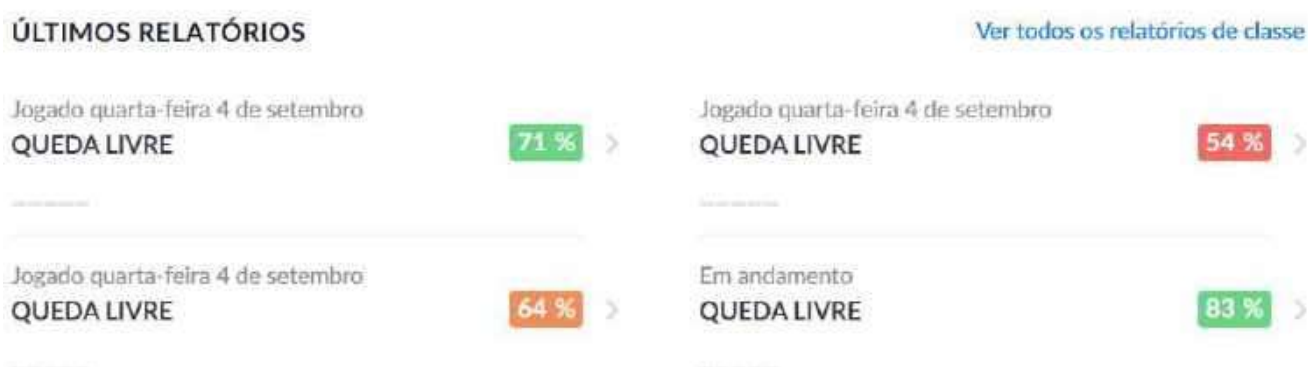 ÚLTIMOS RELATÓRIOS
Ver todos os relatórios de classe
Jogado quarta-feira 4 de setembro
QUEDA LIVRE
71 %
Jogado quarta-feira 4 de setembro
QUEDA LIVRE
54 %
Jogado quarta-feira 4 de setembro
QUEDA LIVRE
64 %
Em andamento
QUEDA LIVRE
83 %